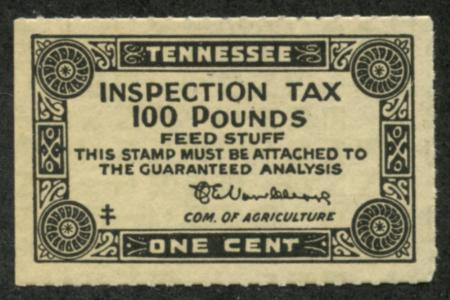 TENNESSEE
INSPECTION TAX
100 POUNDS
FEED STUFF
THIS STAMP MUST BE ATTACHED TO
THE GUARANTEED ANALYSIS
COM. OF AGRICULTURE
ONE CENT